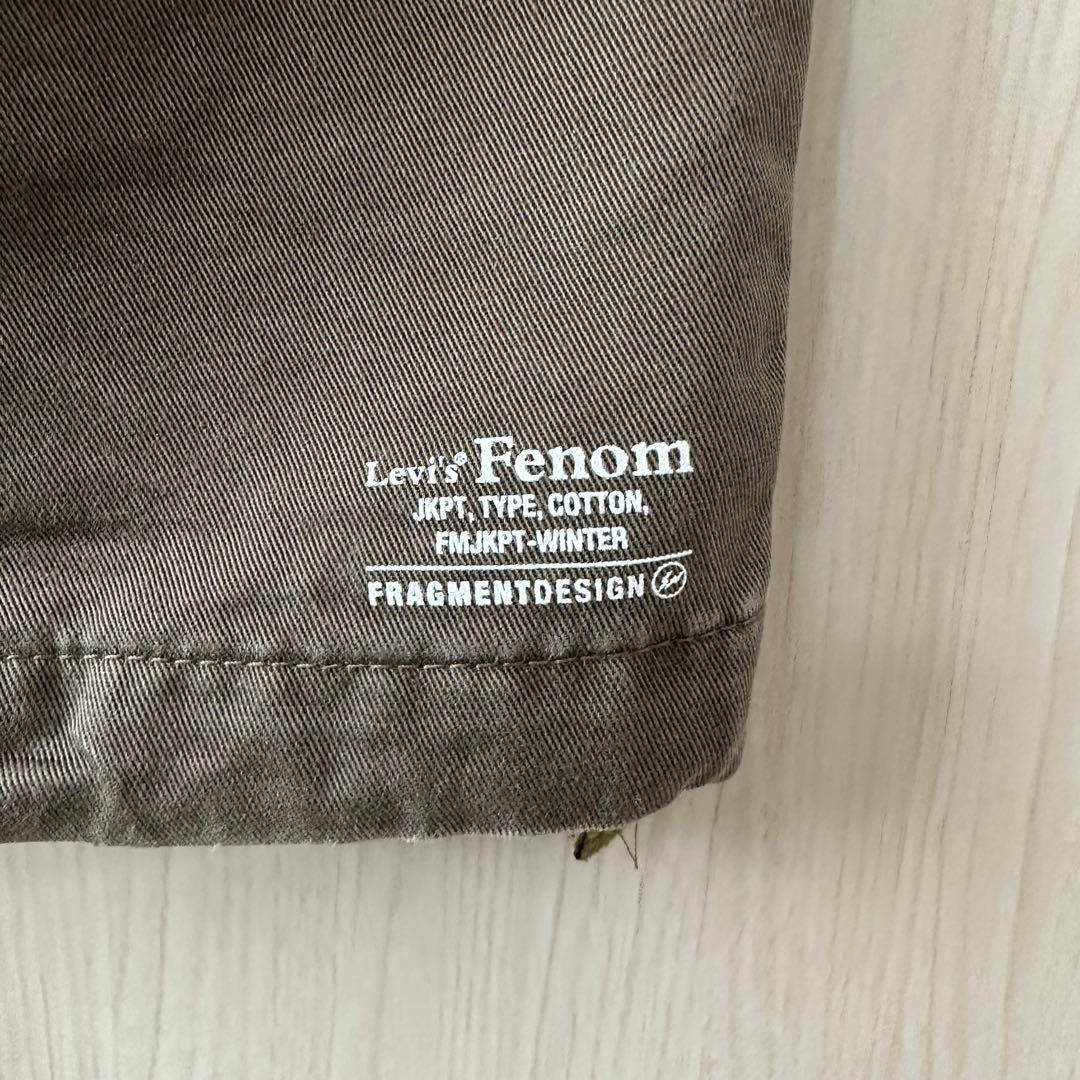 Levi's® Fenom
JKPT, TYPE, COTTON,
FMJKPT-WINTER
FRAGMENTDESIGN